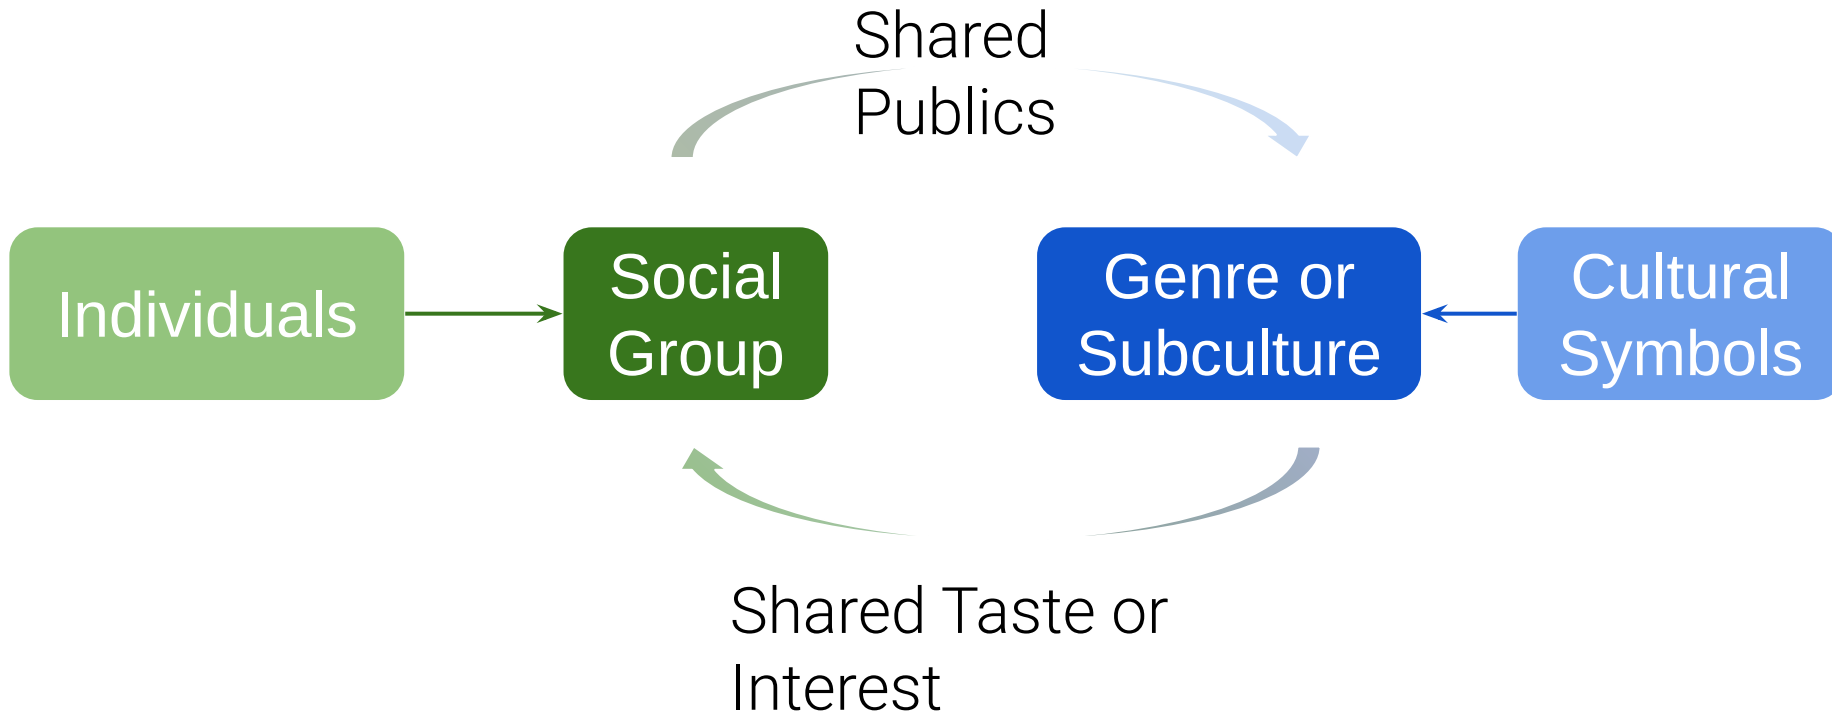 Shared
Publics
Individuals
Social
Group
Genre or
Subculture
Cultural
Symbols
Shared Taste or
Interest